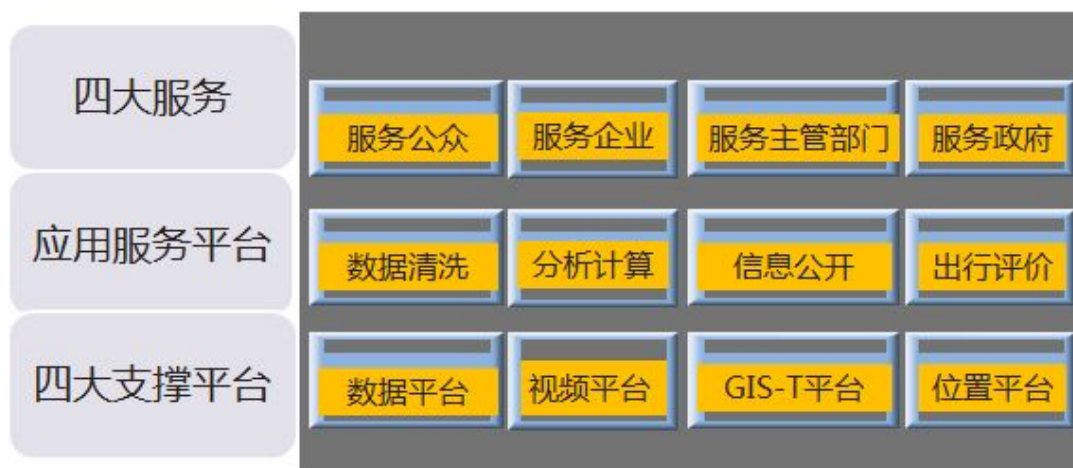 四大服务
服务公众 服务企业 服务主管部门 服务政府
应用服务平台
数据清洗 分析计算 信息公开 出行评价
四大支撑平台
数据平台 视频平台 GIS-T平台 位置平台